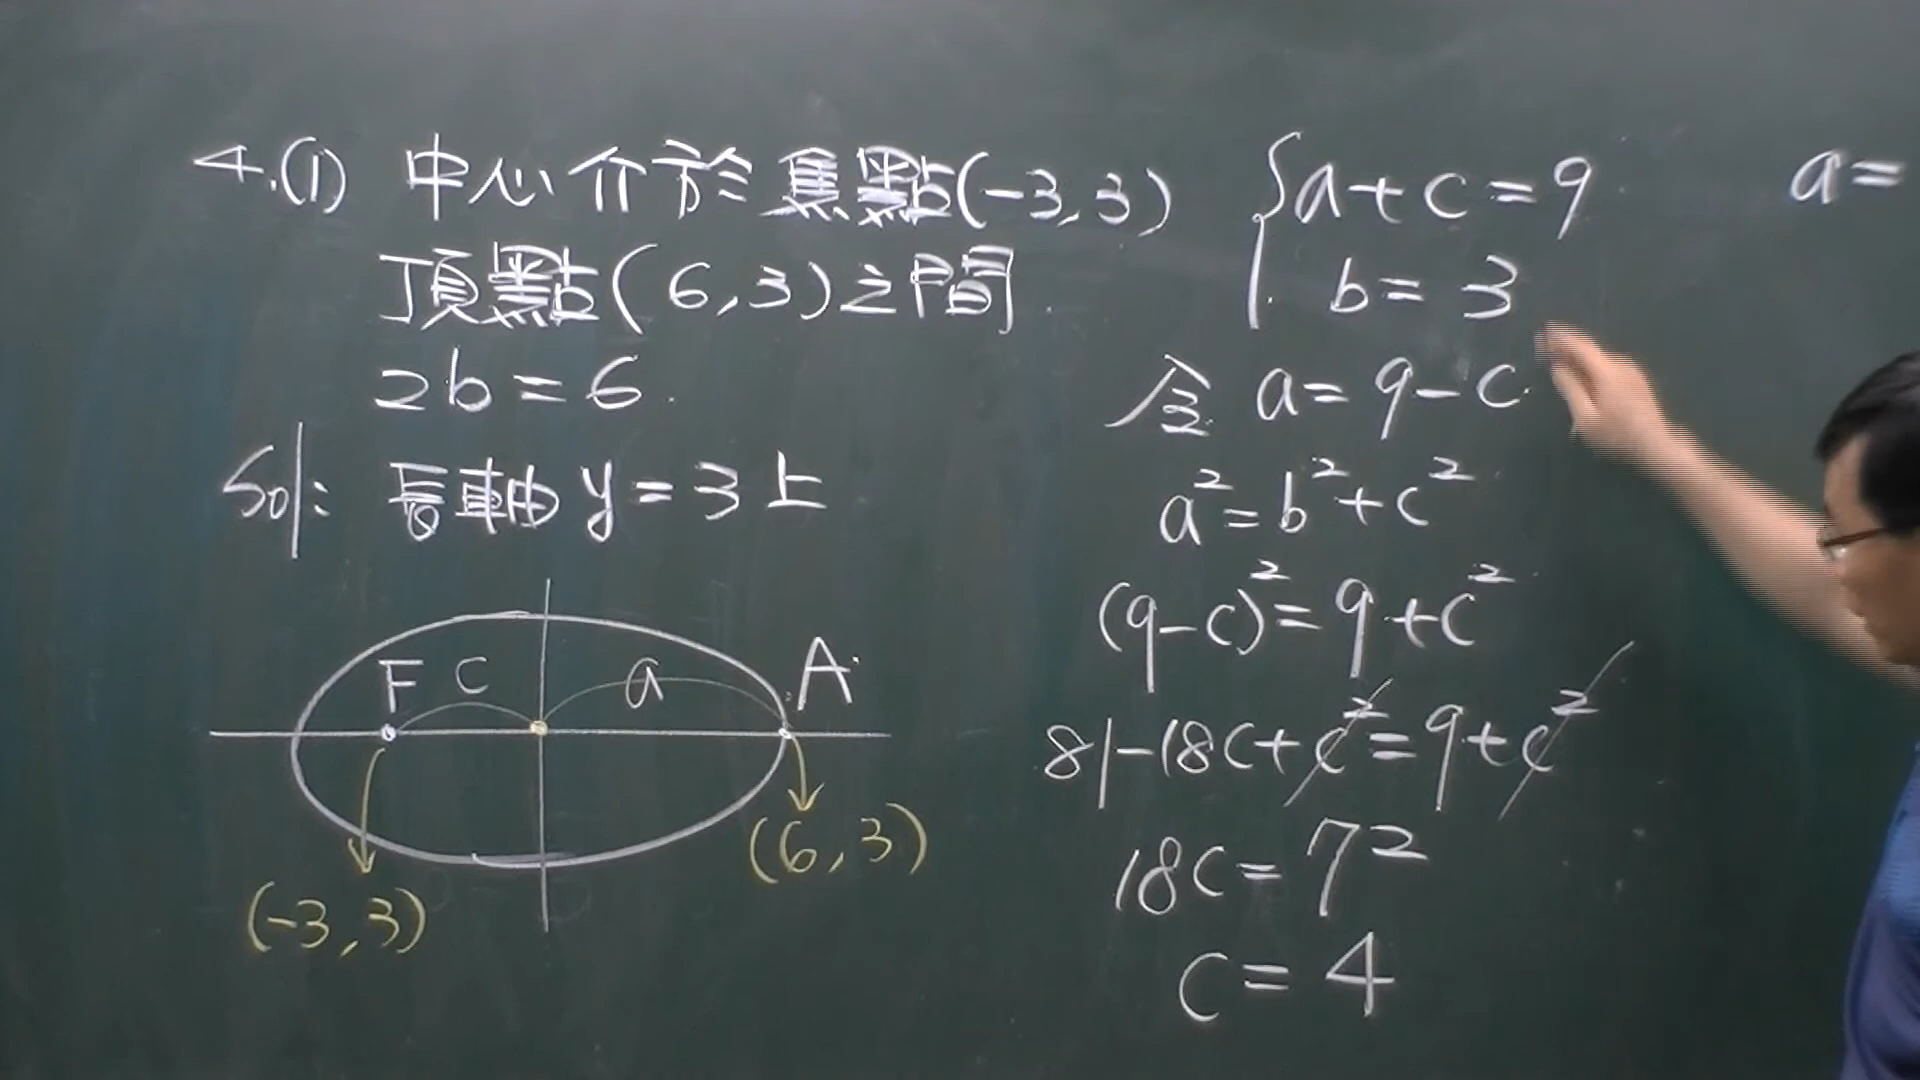 4.(1) 中心介於焦點(-3,3)
頂點(6,3)之間
2b=6.
Sol: 長軸 y=3上
F c a A
(6,3)
(-3,3)
{a+c=9
b=3
令 a=9-c
a²=b²+c²
(9-c)²=9+c²
81-18c+c²=9+c²
18c=72
c=4
a=